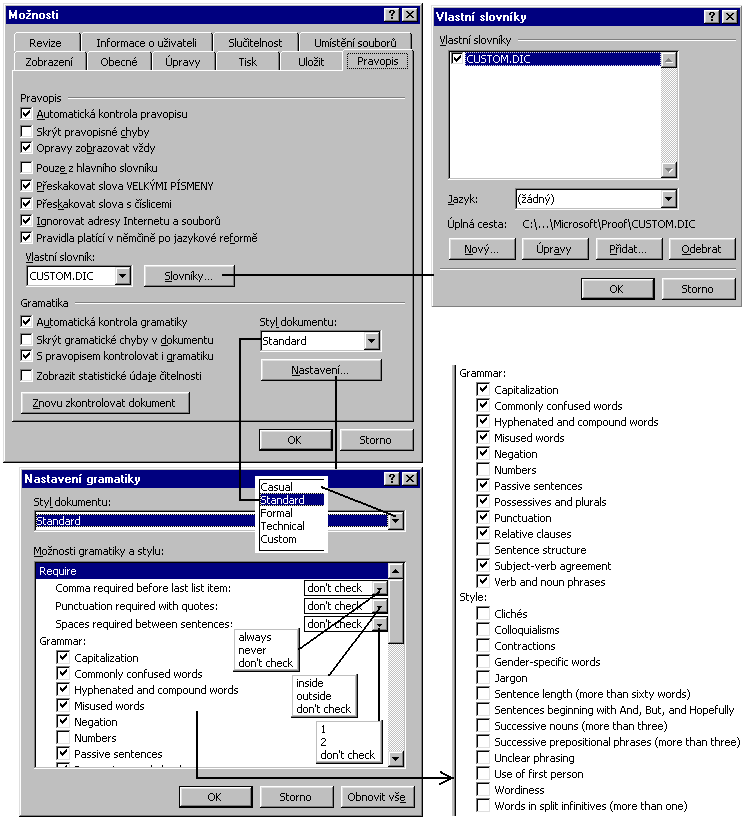 Možnosti
Revize
Informace o uživateli
Slučitelnost
Umístění souborů
Zobrazení
Obecné
Úpravy
Tisk
Uložit
Pravopis
Pravopis
Automatická kontrola pravopisu
Skrýt pravopisné chyby
Opravy zobrazovat vždy
Pouze z hlavního slovníku
Přeskakovat slova VELKÝMI PÍSMENY
Přeskakovat slova s číslicemi
Ignorovat adresy Internetu a souborů
Pravidla platící v němčině po jazykové reformě
Vlastní slovník:
CUSTOM.DIC
Slovníky...
Gramatika
Automatická kontrola gramatiky
Skrýt gramatické chyby v dokumentu
S pravopisem kontrolovat i gramatiku
Zobrazit statistické údaje čitelnosti
Styl dokumentu:
Standard
Nastavení...
Znovu zkontrolovat dokument
OK
Storno
Vlastní slovníky
Vlastní slovníky
CUSTOM.DIC
Jazyk:
(žádný)
Úplná cesta:
C:\...\Microsoft\Proof\CUSTOM.DIC
Nový...
Úpravy
Přidat...
Odebrat
OK
Storno
Nastavení gramatiky
Styl dokumentu:
Standard
Casual
Standard
Formal
Technical
Custom
Možnosti gramatiky a stylu:
Require
Comma required before last list item:
don't check
Punctuation required with quotes:
don't check
Spaces required between sentences:
don't check
always
never
don't check
inside
outside
don't check
1
2
don't check
Grammar:
Capitalization
Commonly confused words
Hyphenated and compound words
Misused words
Negation
Numbers
Passive sentences
OK
Storno
Obnovit vše
Grammar:
Capitalization
Commonly confused words
Hyphenated and compound words
Misused words
Negation
Numbers
Passive sentences
Possessives and plurals
Punctuation
Relative clauses
Sentence structure
Subject-verb agreement
Verb and noun phrases
Style:
Clichés
Colloquialisms
Contractions
Gender-specific words
Jargon
Sentence length (more than sixty words)
Sentences beginning with And, But, and Hopefully
Successive nouns (more than three)
Successive prepositional phrases (more than three)
Unclear phrasing
Use of first person
Wordiness
Words in split infinitives (more than one)